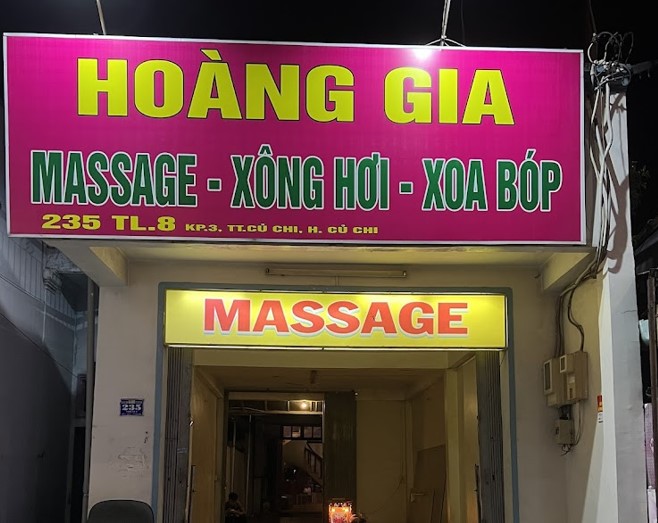 HOÀNG GIA
MASSAGE - XÔNG HƠI - XOA BÓP
235 TL.8 KP.3, TT.CỦ CHI, H. CỦ CHI
MASSAGE
235